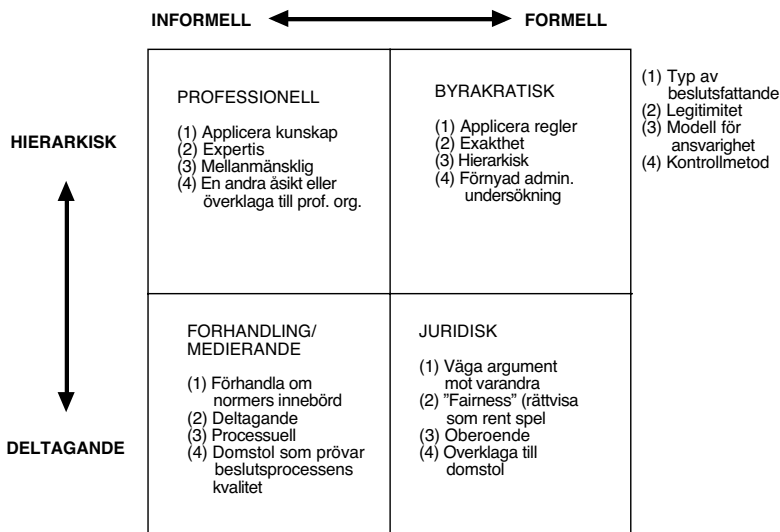 INFORMELL
FORMELL
HIERARKISK
DELTAGANDE
PROFESSIONELL
(1) Applicera kunskap
(2) Expertis
(3) Mellanmänsklig
(4) En andra åsikt eller
överklaga till prof. org.
BYRAKRATISK
(1) Applicera regler
(2) Exakthet
(3) Hierarkisk
(4) Förnyad admin.
undersökning
(1) Typ av
beslutsfattande
(2) Legitimitet
(3) Modell för
ansvarighet
(4) Kontrollmetod
FORHANDLING/
MEDIERANDE
(1) Förhandla om
normers innebörd
(2) Deltagande
(3) Processuell
(4) Domstol som prövar
beslutsprocessens
kvalitet
JURIDISK
(1) Väga argument
mot varandra
(2) "Fairness" (rättvisa
som rent spel
(3) Oberoende
(4) Overklaga till
domstol